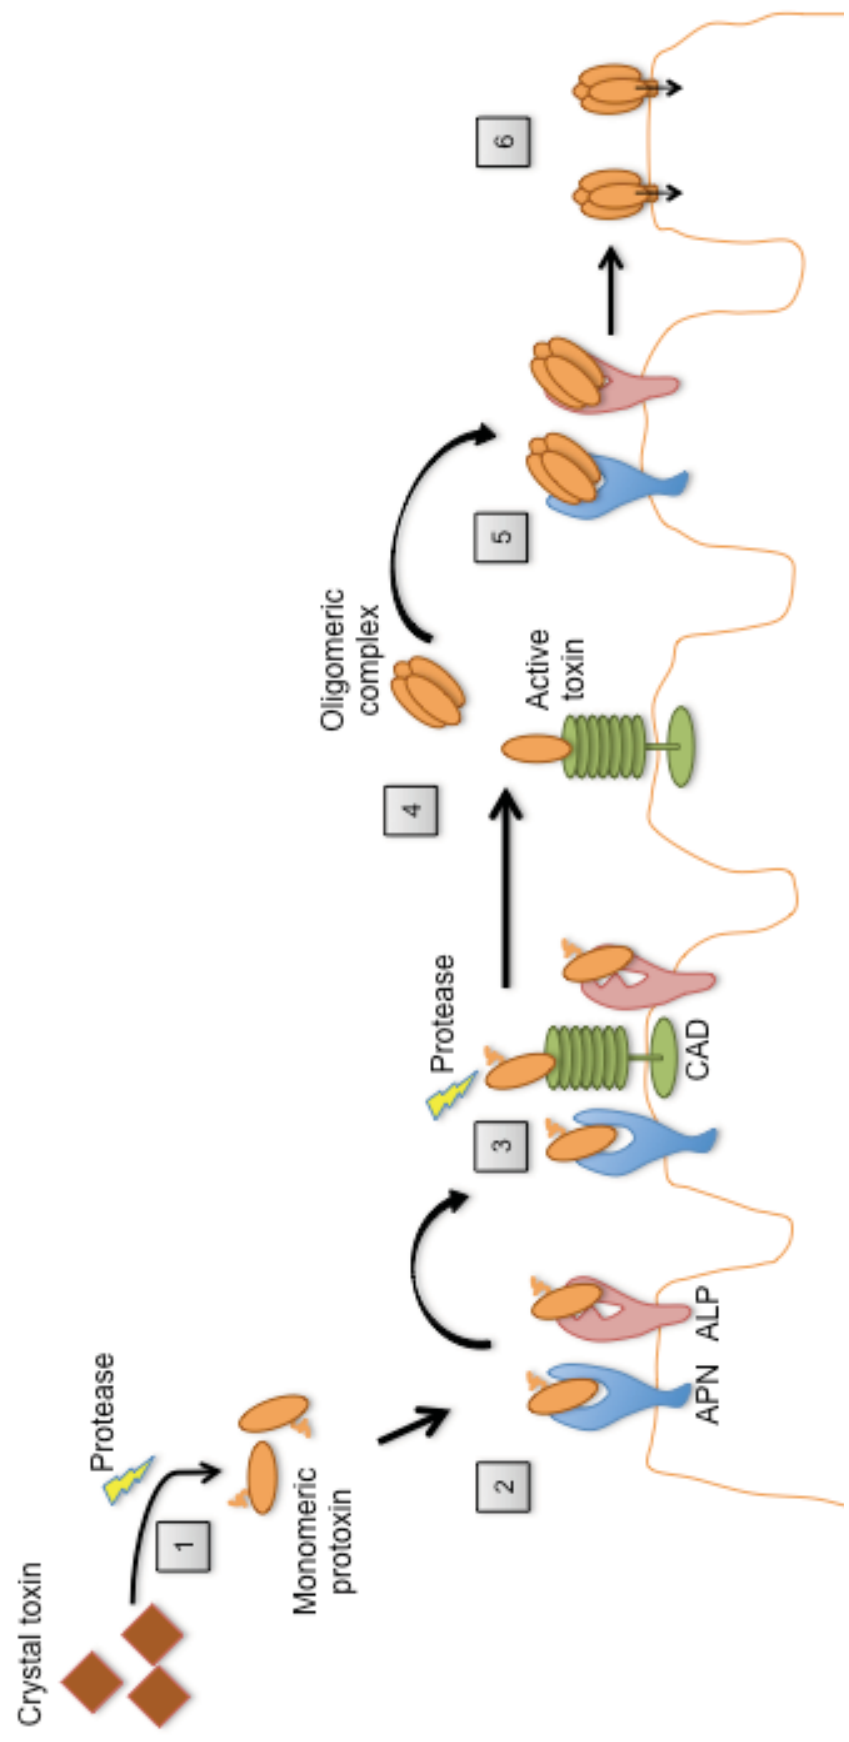 Crystal toxin
Protease
1
Monomeric
protoxin
2
APN
ALP
3
Protease
CAD
4
Oligomeric
complex
Active
toxin
5
6